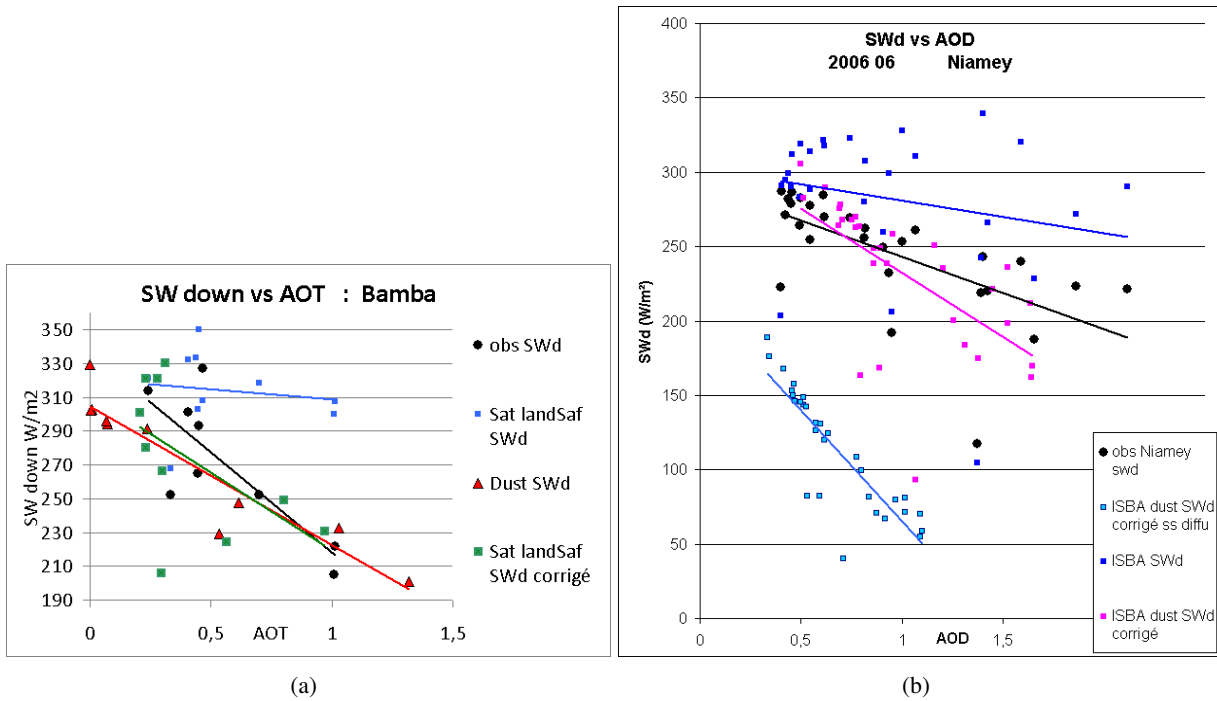 SW down vs AOT : Bamba
SW down W/m2
350
330
310
290
270
250
230
210
190
0
0,5
1
1,5
AOT
obs SWd
Sat landSaf
SWd
Dust SWd
Sat landSaf
SWd corrigé
(a)
SWd vs AOD
2006 06 Niamey
SWd (W/m²)
400
350
300
250
200
150
100
50
0
0
0,5
1
1,5
AOD
obs Niamey
swd
ISBA dust SWd
corrigé ss diffu
ISBA SWd
ISBA dust SWd
corrigé
(b)